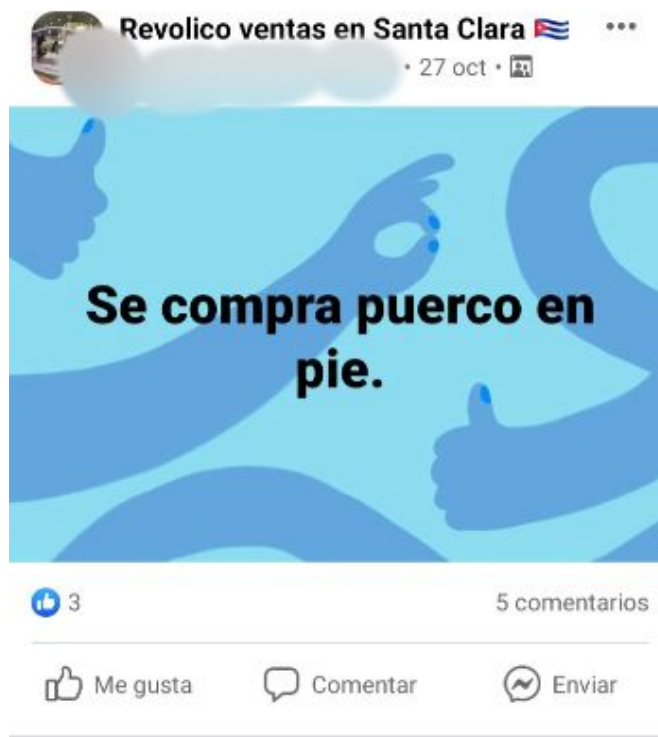 Revolico ventas en Santa Clara 🇨🇺
• 27 oct •
Se compra puerco en
pie.
3 5 comentarios
Me gusta Comentar Enviar